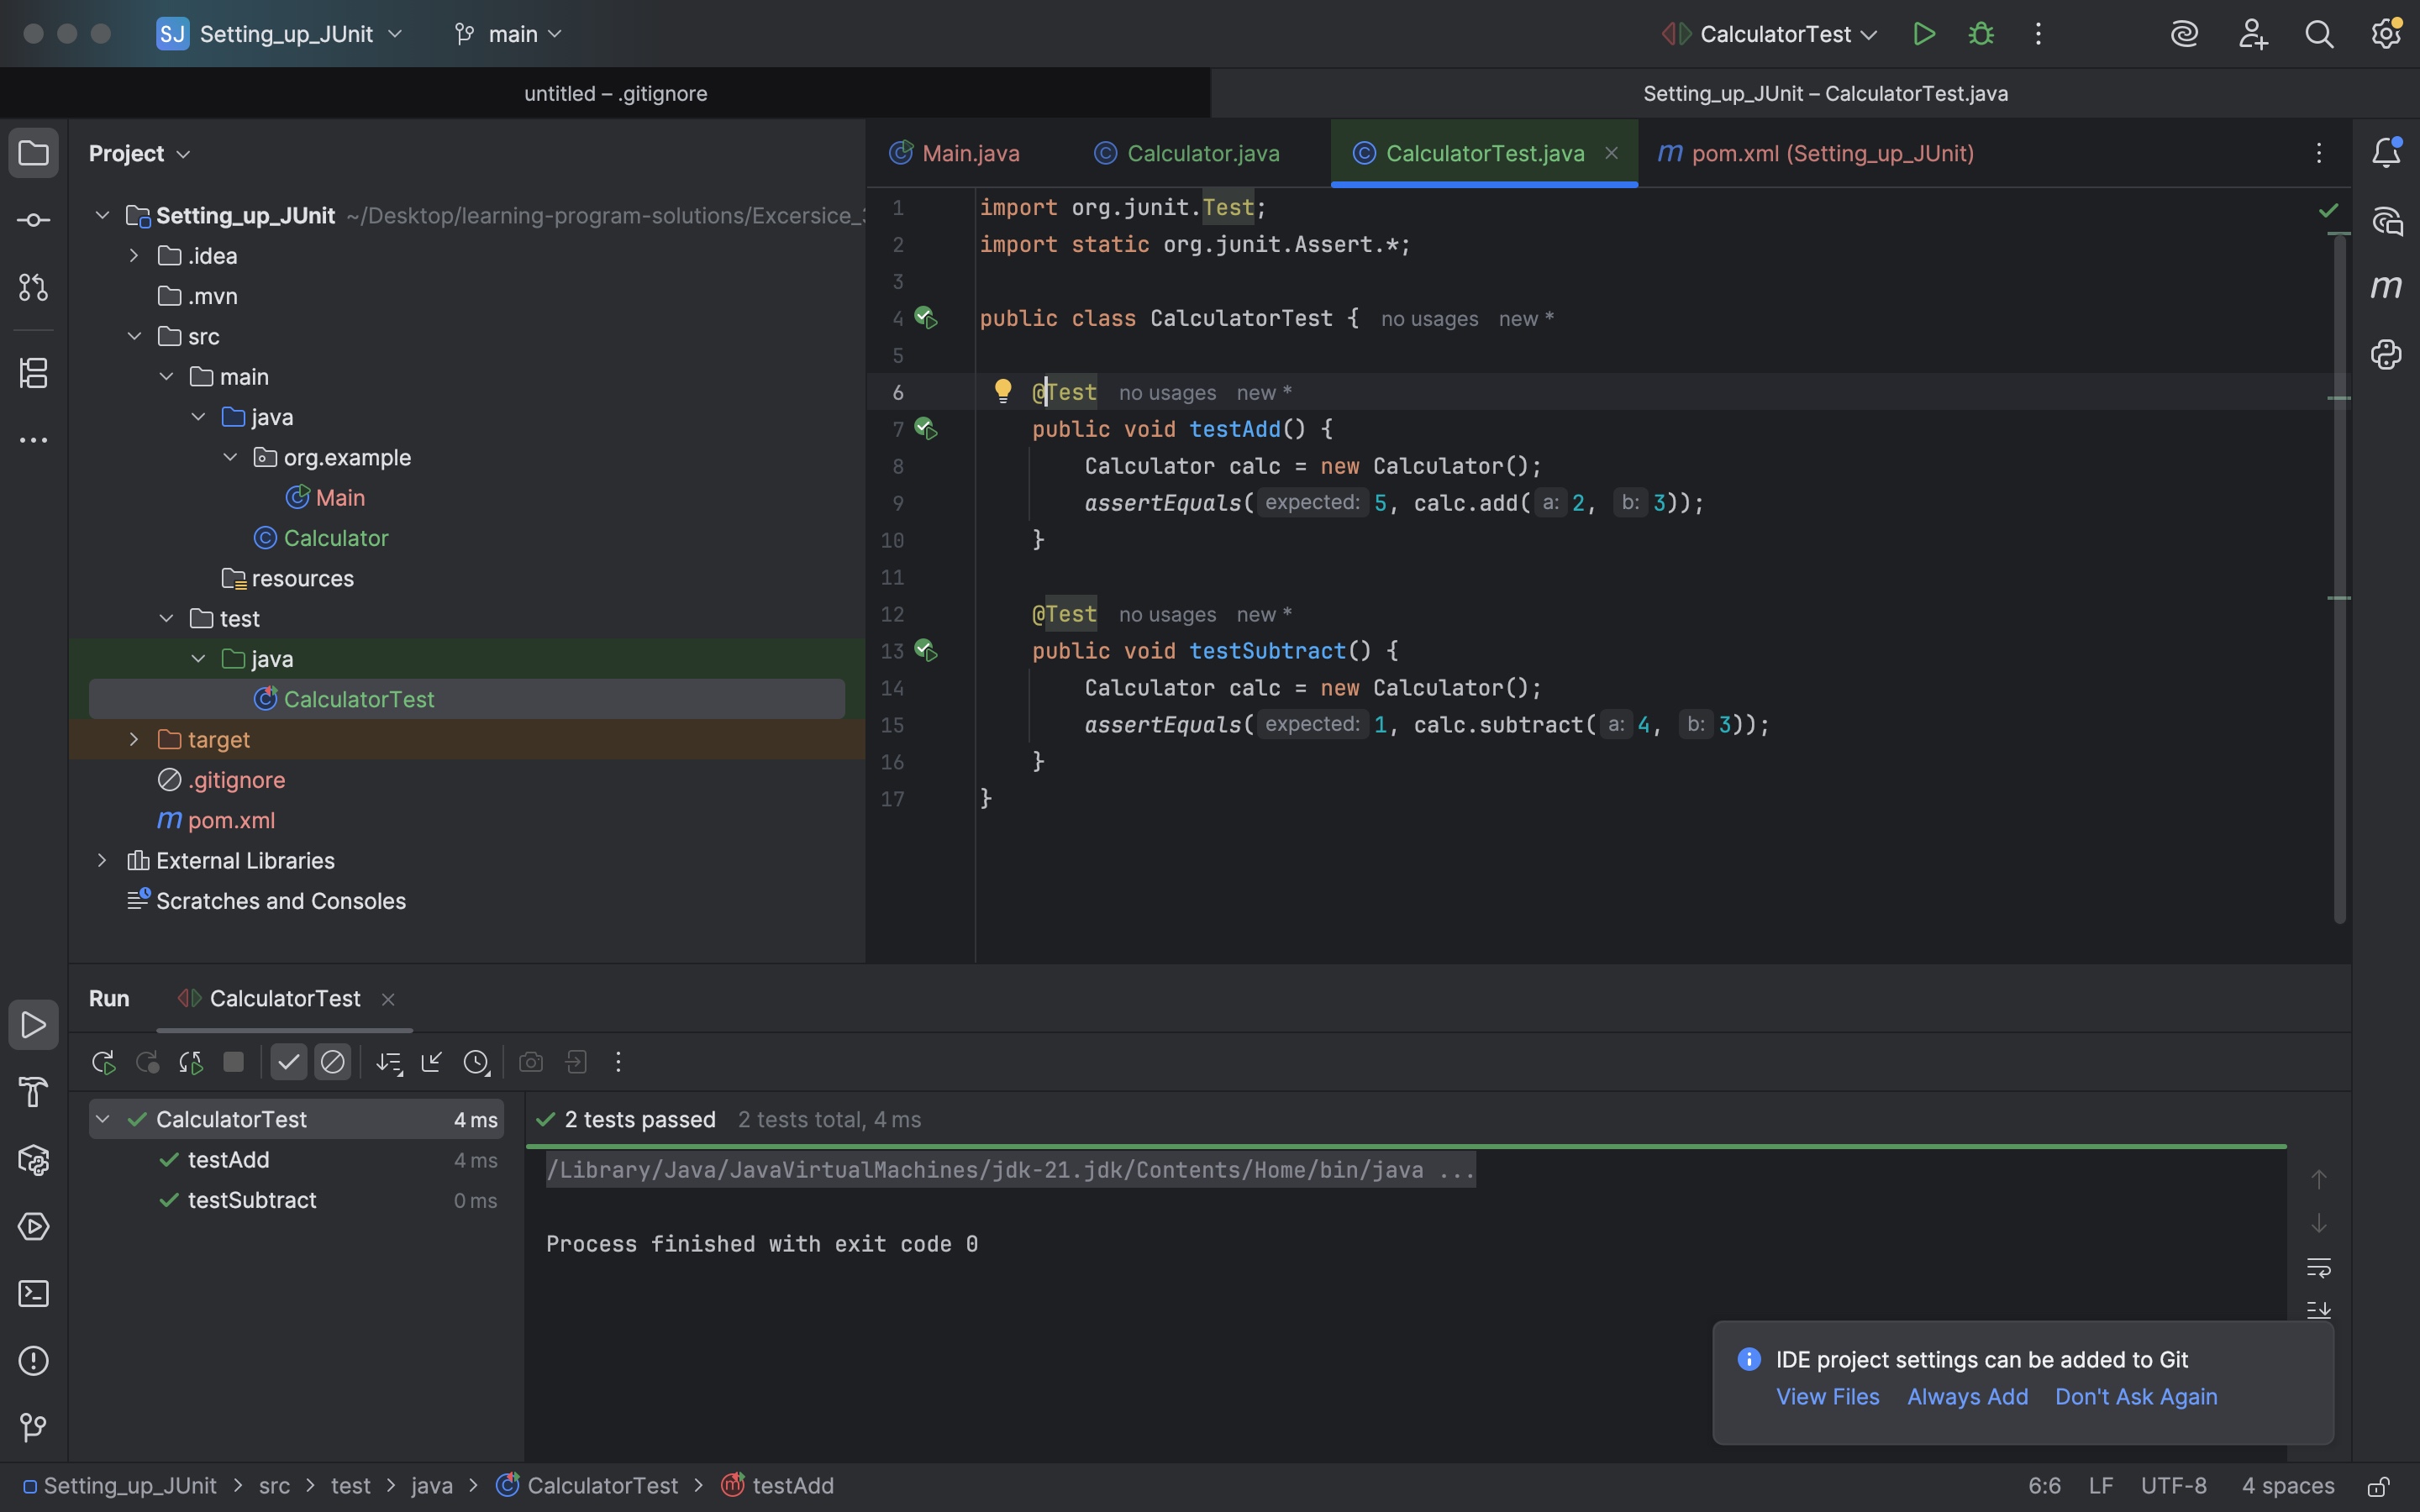 SJ Setting_up_JUnit main CalculatorTest
untitled – .gitignore Setting_up_JUnit – CalculatorTest.java
Project
Setting_up_JUnit ~/Desktop/learning-program-solutions/Excersice_
.idea
.mvn
src
main
java
org.example
Main
Calculator
resources
test
java
CalculatorTest
target
.gitignore
pom.xml
External Libraries
Scratches and Consoles
Main.java Calculator.java CalculatorTest.java pom.xml (Setting_up_JUnit)
1 import org.junit.Test;
2 import static org.junit.Assert.*;
3
4 public class CalculatorTest { no usages new *
5
6 @Test no usages new *
7 public void testAdd() {
8 Calculator calc = new Calculator();
9 assertEquals( expected: 5, calc.add( a: 2, b: 3));
10 }
11
12 @Test no usages new *
13 public void testSubtract() {
14 Calculator calc = new Calculator();
15 assertEquals( expected: 1, calc.subtract( a: 4, b: 3));
16 }
17 }
Run CalculatorTest
CalculatorTest 4 ms
testAdd 4 ms
testSubtract 0 ms
2 tests passed 2 tests total, 4 ms
/Library/Java/JavaVirtualMachines/jdk-21.jdk/Contents/Home/bin/java ...
Process finished with exit code 0
IDE project settings can be added to Git
View Files Always Add Don't Ask Again
Setting_up_JUnit > src > test > java > CalculatorTest > testAdd
6:6 LF UTF-8 4 spaces